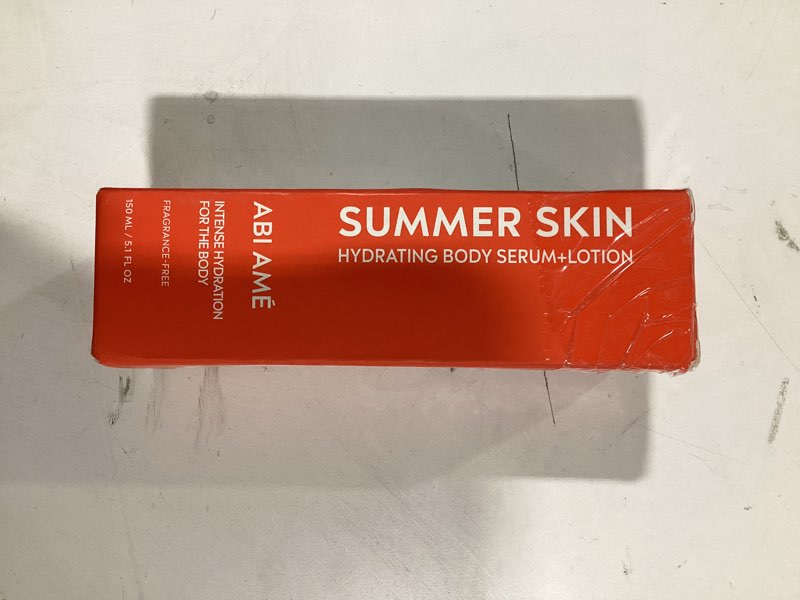 SUMMER SKIN
HYDRATING BODY SERUM+LOTION
ABI AMÉ
INTENSE HYDRATION
FOR THE BODY
FRAGRANCE-FREE
150 ML / 5.1 FL OZ